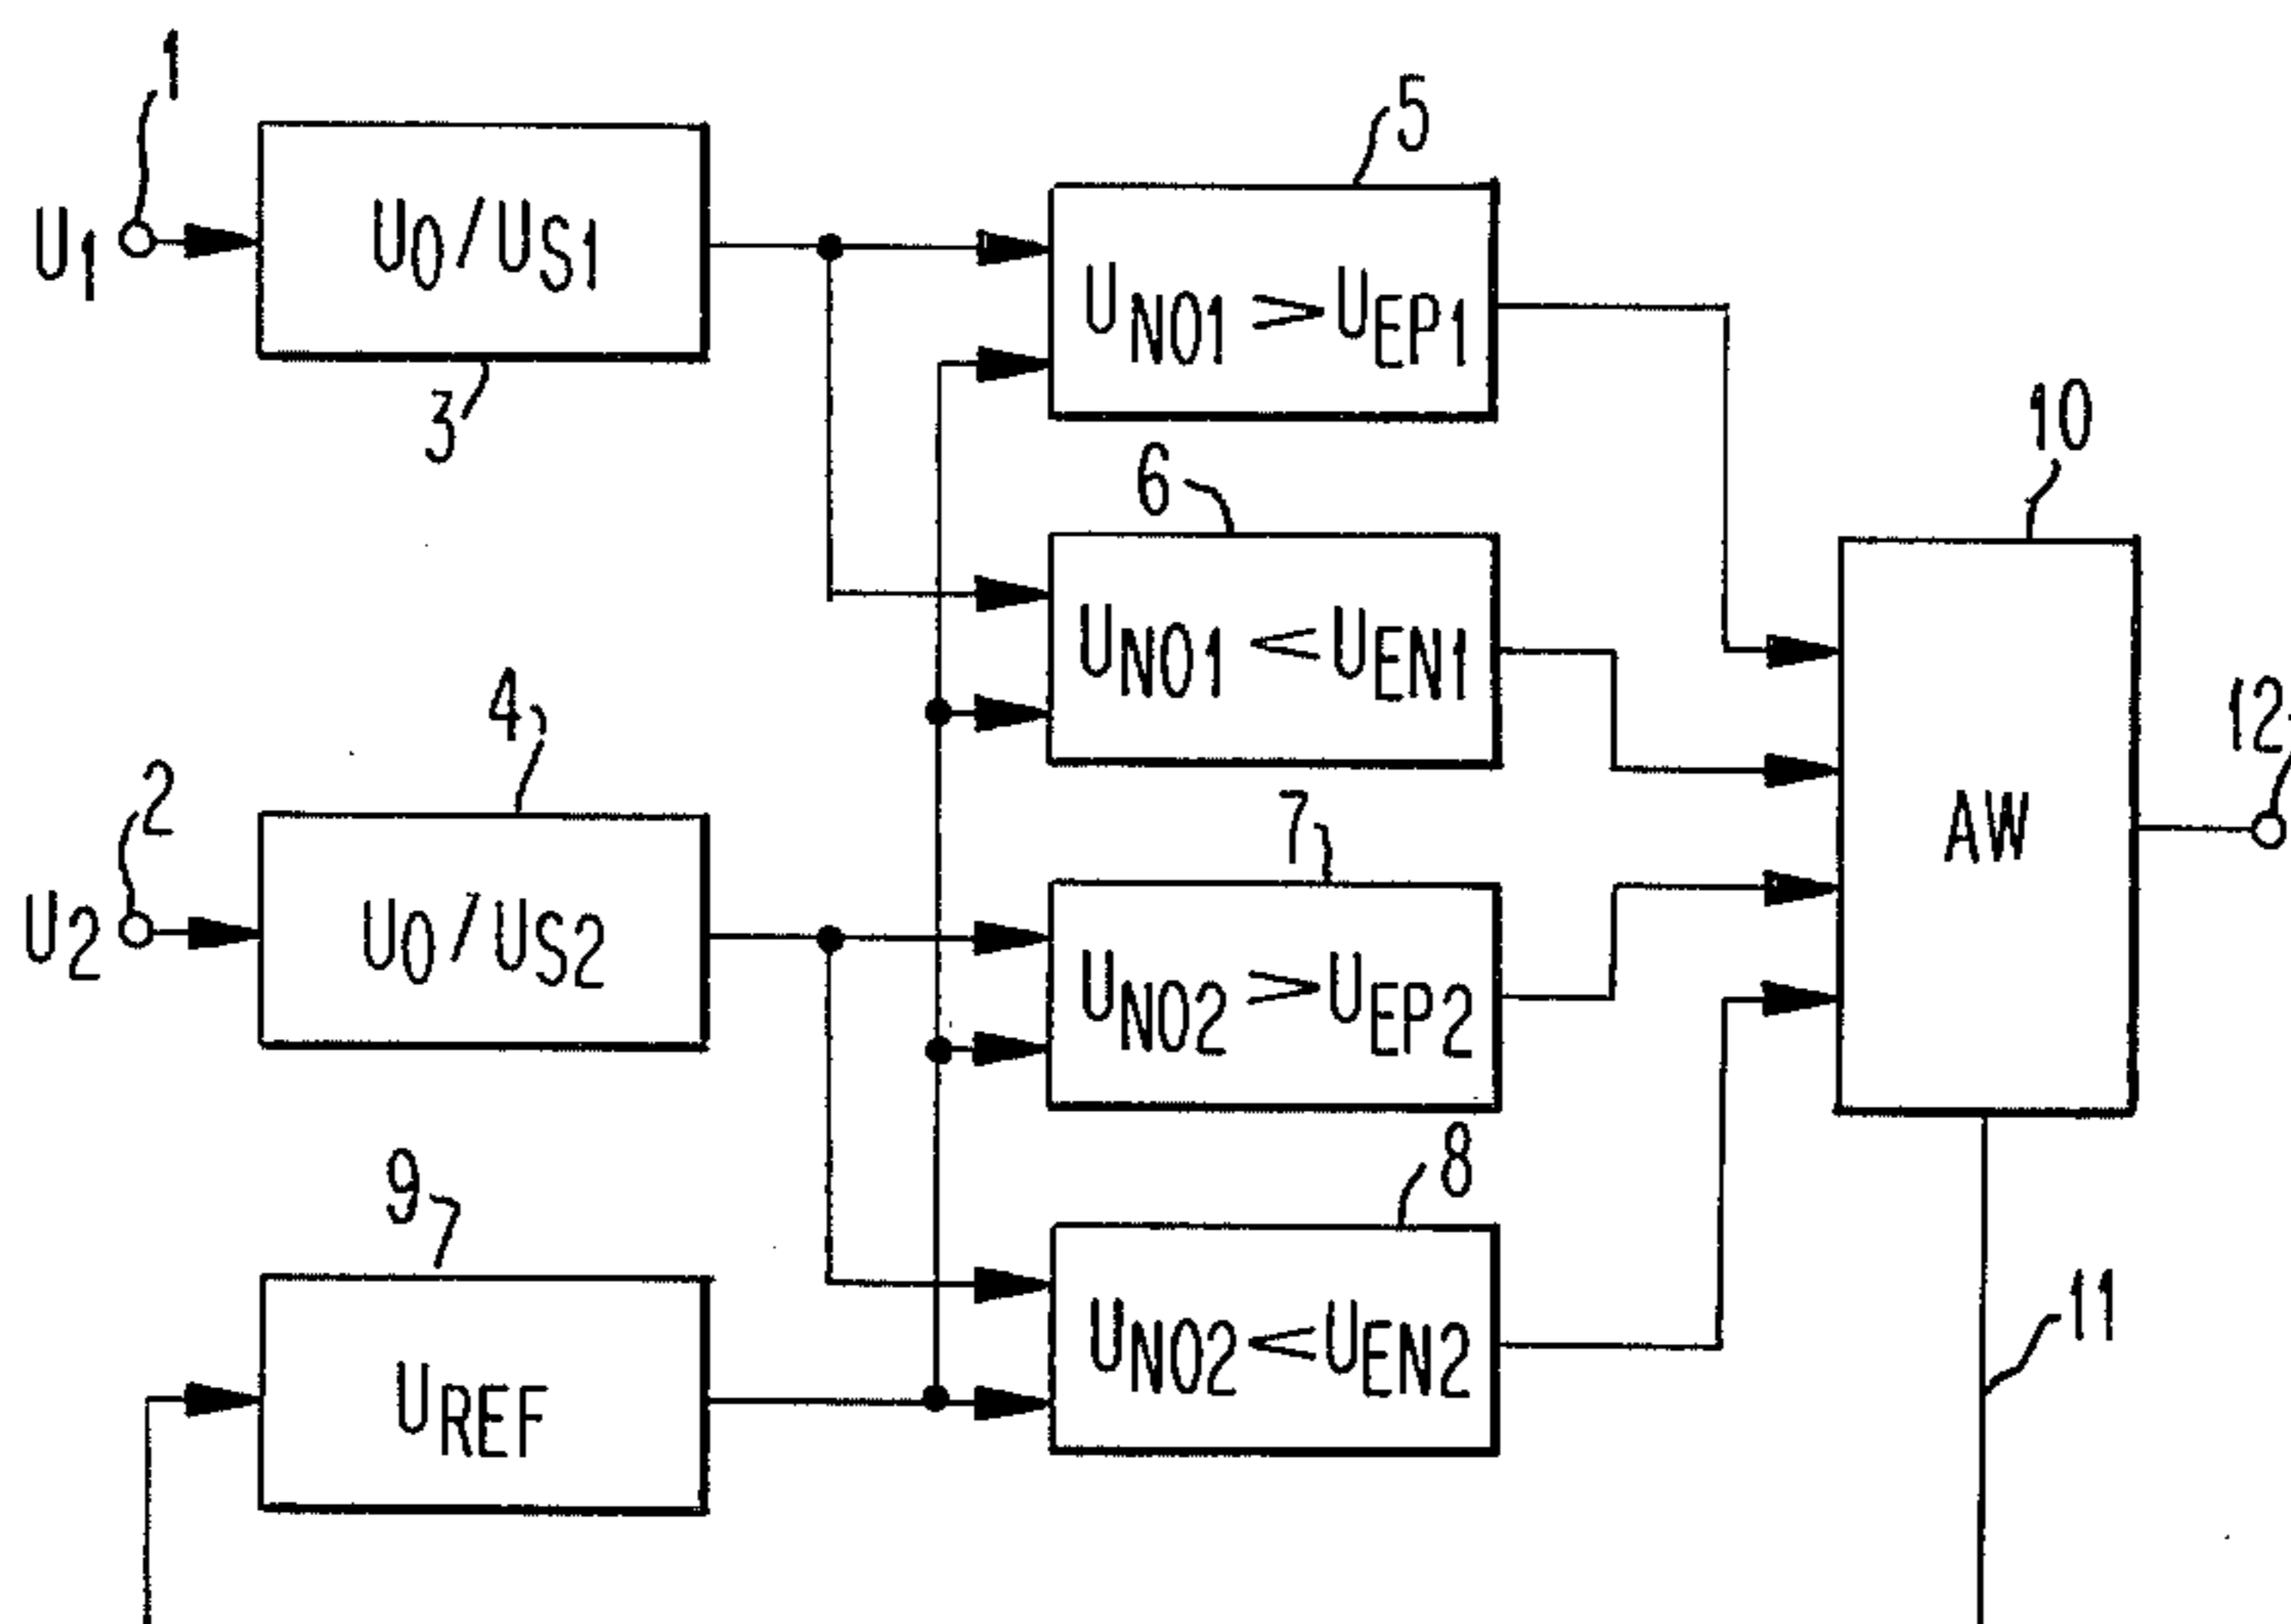 1
U1
U0/US1
3
5
UNO1 > UEP1
6
UNO1 < UEN1
10
4
2
U2
U0/US2
7
UNO2 > UEP2
AW
12
9
UREF
8
UNO2 < UEN2
11